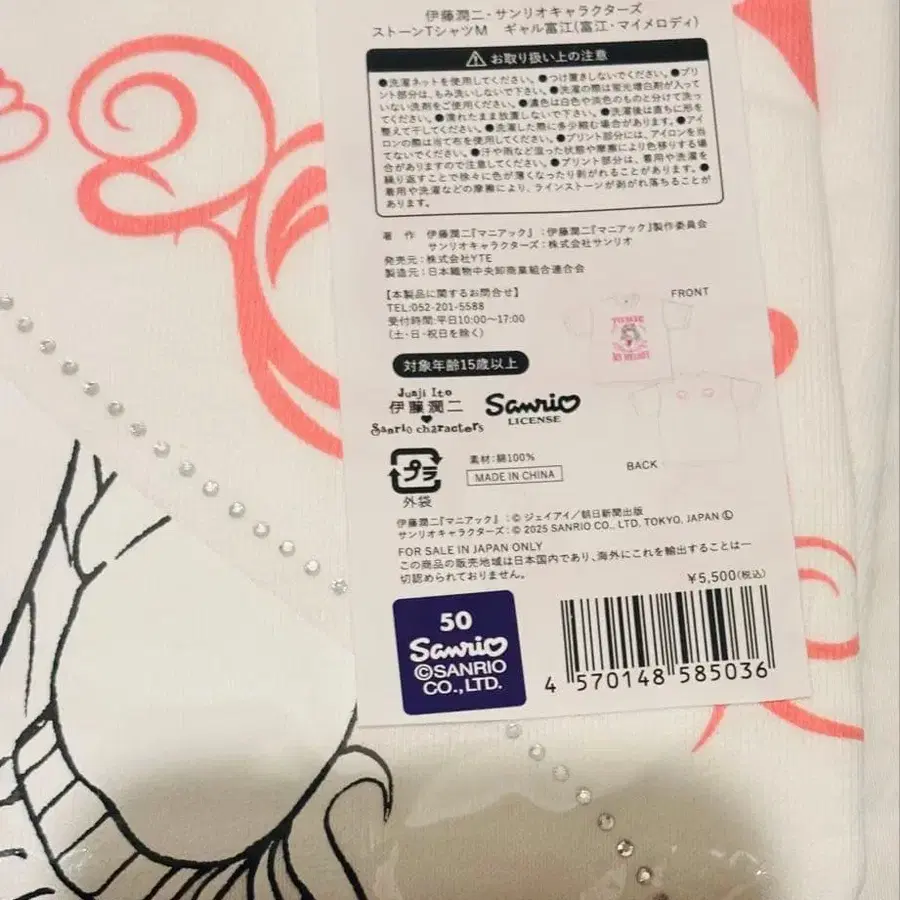 伊藤潤二・サンリオキャラクターズ
ストーンTシャツM　ギャル富江(富江・マイメロディ)
お取り扱い上の注意
●洗濯ネットを使用してください。●つけ置きしないでください。●プリ
ント部分は、もみ洗いしないで下さい。●洗濯の際は蛍光増白剤が入って
いない洗剤をご使用ください。●濃色は白色や淡色のものと分けて洗っ
てください。●濡れたまま放置しないで下さい。●洗濯後は直ちに形を
整えて干してください。●洗濯した際に多少縮む場合があります。●アイ
ロンの際は当て布を使用してください。●プリント部分には、アイロンを当
てないでください。●汗や雨など湿った状態や摩擦により色移りする場
合がありますので注意してください。●プリント部分は、着用や洗濯を
繰り返すことで徐々に色が薄くなったり剥がれることがあります。●
着用や洗濯などの摩擦により、ラインストーンが剥がれ落ちることが
あります。
著　作　伊藤潤二『マニアック』：伊藤潤二『マニアック』製作委員会
サンリオキャラクターズ：株式会社サンリオ
発売元：株式会社YTE
製造元：日本織物中央卸商業組合連合会
【本製品に関するお問合せ】
TEL:052-201-5588
受付時間:平日10:00～17:00
(土・日・祝日を除く)
FRONT
対象年齢15歳以上
Junji Ito
伊藤潤二
Sanrio characters
Sanrio
LICENSE
プラ
外袋
素材：綿100%
MADE IN CHINA
BACK
伊藤潤二『マニアック』：© ジェイアイ／朝日新聞出版
サンリオキャラクターズ：© 2025 SANRIO CO., LTD. TOKYO, JAPAN Ⓛ
FOR SALE IN JAPAN ONLY
この商品の販売地域は日本国内であり、海外にこれを輸出することは一
切認められておりません。
¥5,500(税込)
50
Sanrio
©SANRIO
CO.,LTD.
4 570148 585036